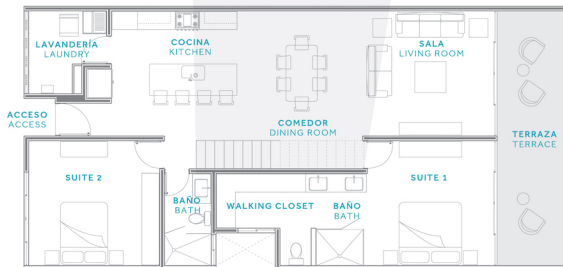 LAVANDERÍA
LAUNDRY
COCINA
KITCHEN
SALA
LIVING ROOM
ACCESO
ACCESS
COMEDOR
DINING ROOM
TERRAZA
TERRACE
SUITE 2
BAÑO
BATH
WALKING CLOSET
BAÑO
BATH
SUITE 1